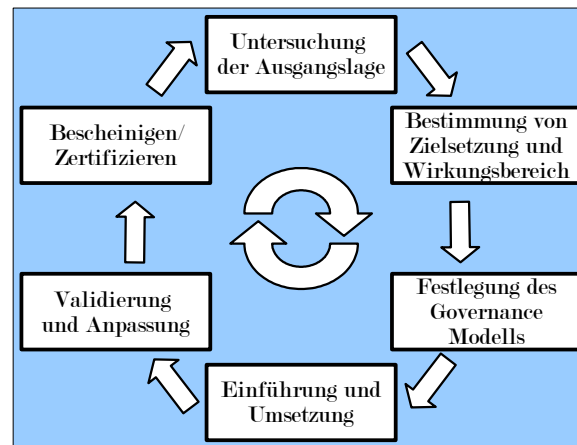 Untersuchung
der Ausgangslage
Bestimmung von
Zielsetzung und
Wirkungsbereich
Festlegung des
Governance
Modells
Einführung und
Umsetzung
Validierung
und Anpassung
Bescheinigen/
Zertifizieren